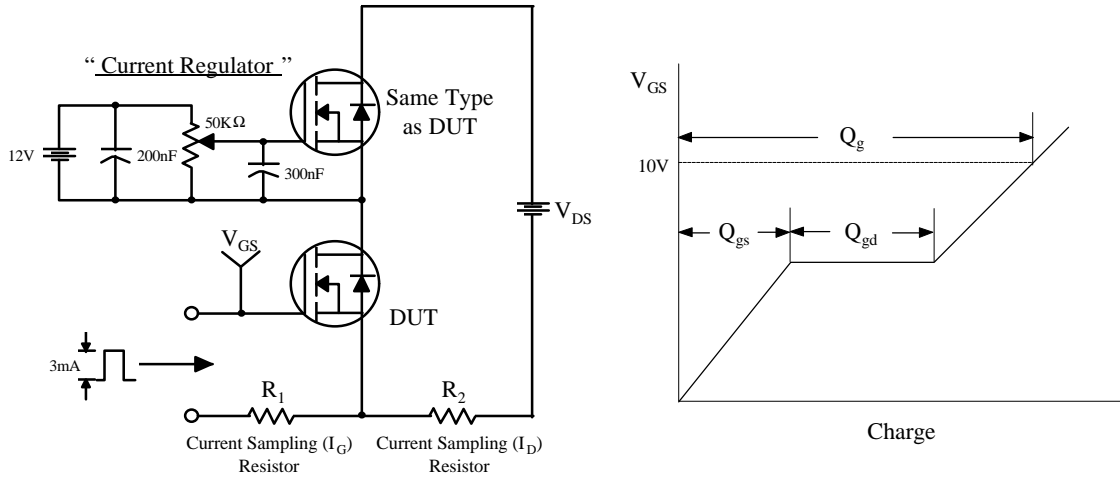 “ Current Regulator ”
12V
200nF
50KΩ
300nF
Same Type
as DUT
V_DS
V_GS
DUT
3mA
R_1
R_2
Current Sampling (I_G)
Resistor
Current Sampling (I_D)
Resistor
V_GS
10V
Q_g
Q_gs
Q_gd
Charge